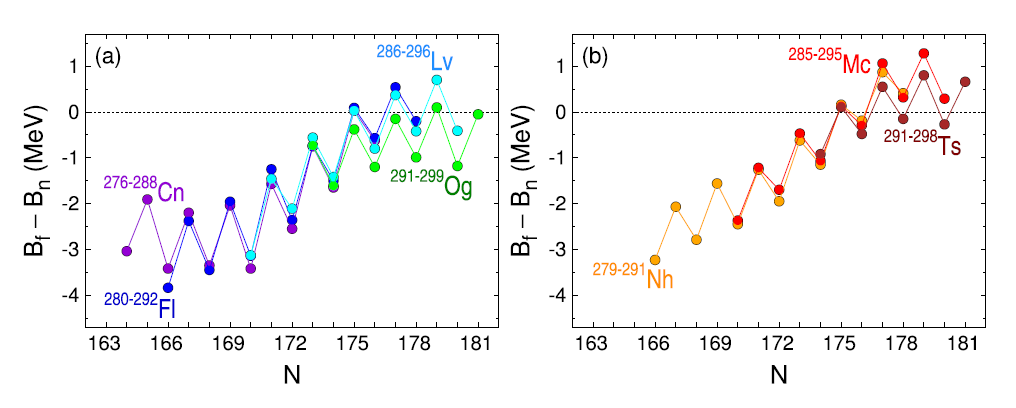 (a)
286-296Lv
276-288Cn
291-299Og
280-292Fl
B_f − B_n (MeV)
1
0
-1
-2
-3
-4
163 166 169 172 175 178 181
N
(b)
285-295Mc
291-298Ts
279-291Nh
B_f − B_n (MeV)
1
0
-1
-2
-3
-4
163 166 169 172 175 178 181
N